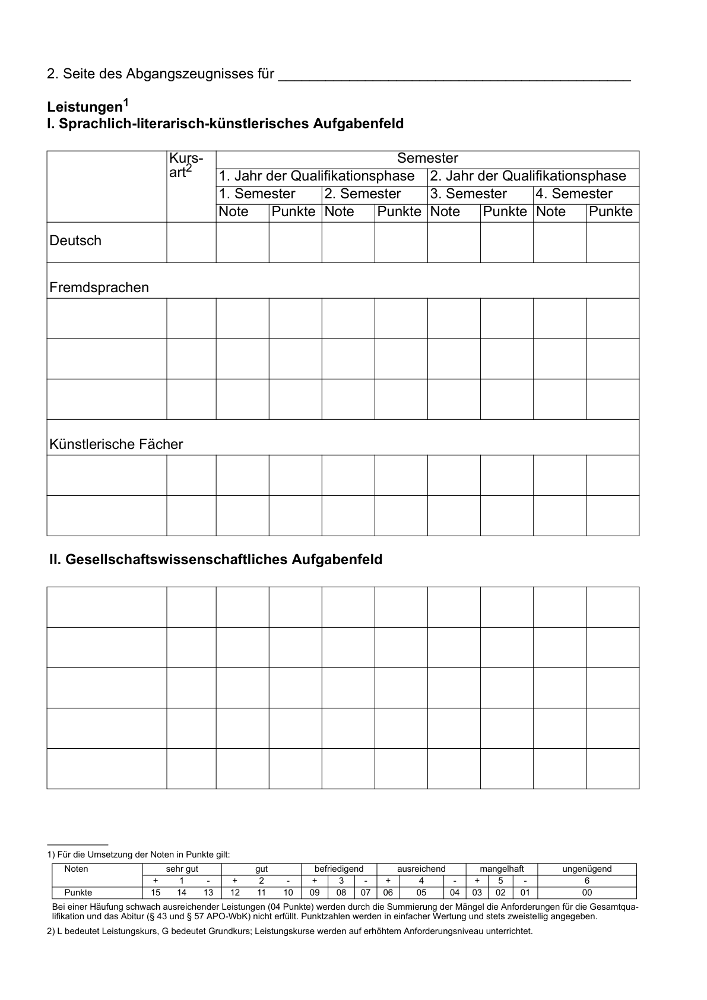 2. Seite des Abgangszeugnisses für ____________________________________________
Leistungen1
I. Sprachlich-literarisch-künstlerisches Aufgabenfeld
Kurs-
art2
Semester
1. Jahr der Qualifikationsphase 2. Jahr der Qualifikationsphase
1. Semester 2. Semester 3. Semester 4. Semester
Note Punkte Note Punkte Note Punkte Note Punkte
Deutsch
Fremdsprachen
Künstlerische Fächer
II. Gesellschaftswissenschaftliches Aufgabenfeld
1) Für die Umsetzung der Noten in Punkte gilt:
Noten sehr gut gut befriedigend ausreichend mangelhaft ungenügend
+ 1 - + 2 - + 3 - + 4 - + 5 - 6
Punkte 15 14 13 12 11 10 09 08 07 06 05 04 03 02 01 00
Bei einer Häufung schwach ausreichender Leistungen (04 Punkte) werden durch die Summierung der Mängel die Anforderungen für die Gesamtqua-
lifikation und das Abitur (§ 43 und § 57 APO-WbK) nicht erfüllt. Punktzahlen werden in einfacher Wertung und stets zweistellig angegeben.
2) L bedeutet Leistungskurs, G bedeutet Grundkurs; Leistungskurse werden auf erhöhtem Anforderungsniveau unterrichtet.